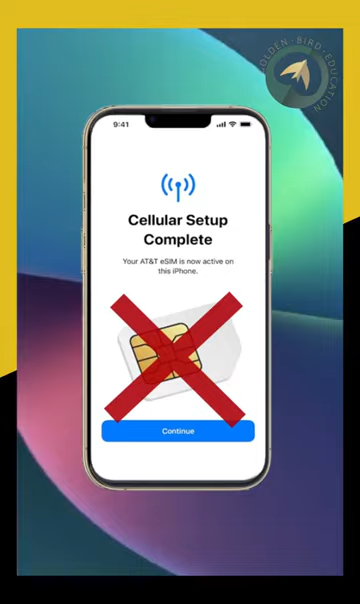 GOLDEN · BIRD · EDUCATION
9:41
Cellular Setup
Complete
Your AT&T eSIM is now active on
this iPhone.
Continue